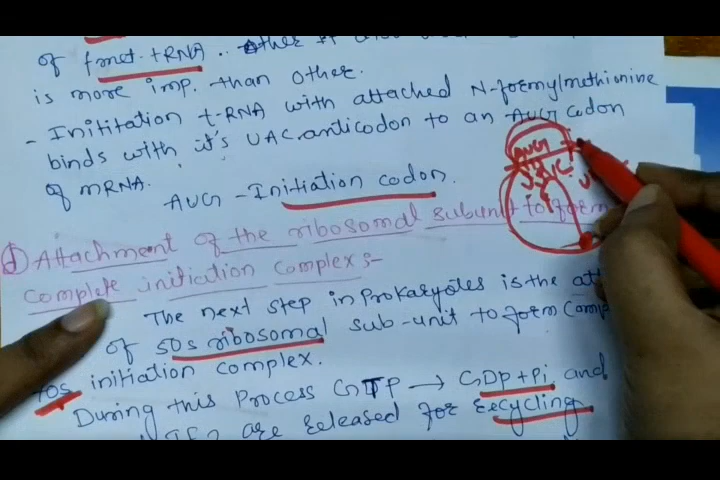 of fmet. tRNA .. Other
is more imp. than other.
- Inititation t-RNA with attached N-formylmethionine
binds with it's UAC anticodon to an AUG codon
of mRNA.
AUG - Initiation codon.
AUG
d) Attachment of the ribosomal subunit to form
complete initiation complex:-
The next step in Prokaryotes is the
of 50s ribosomal sub-unit to form
70s initiation complex.
During this Process GTP → GDP + Pi and
are released for recycling